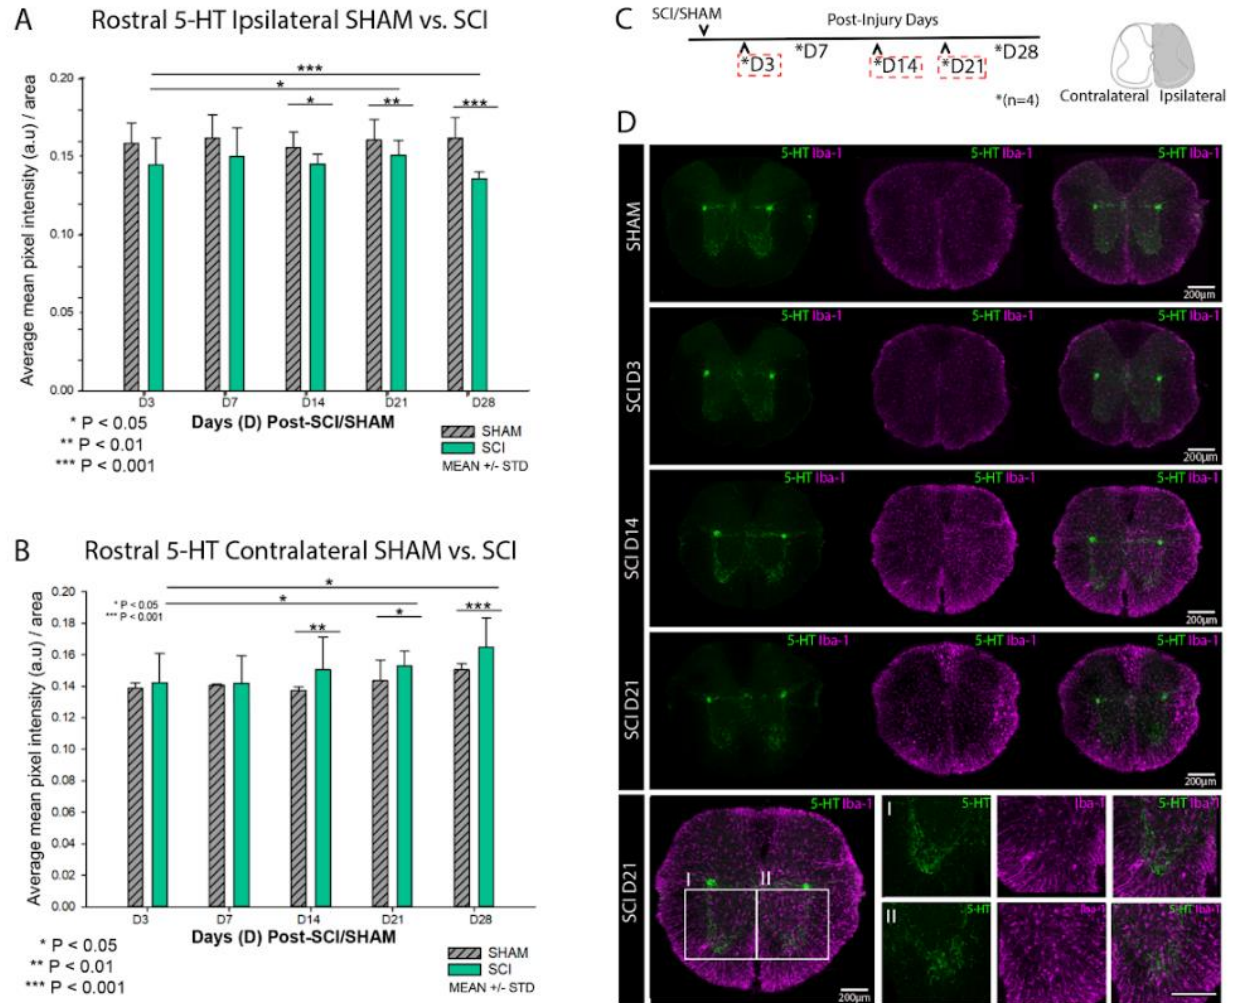 A
Rostral 5-HT Ipsilateral SHAM vs. SCI
***
*
* ** ***
0.20
0.15
0.10
0.05
0.00
Average mean pixel intensity (a.u) / area
D3 D7 D14 D21 D28
Days (D) Post-SCI/SHAM
* P < 0.05
** P < 0.01
*** P < 0.001
SHAM
SCI
MEAN +/- STD
B
Rostral 5-HT Contralateral SHAM vs. SCI
*
*
** * ***
* P < 0.05
*** P < 0.001
0.20
0.18
0.16
0.14
0.12
0.10
0.08
0.06
0.04
0.02
0.00
Average mean pixel intensity (a.u) / area
D3 D7 D14 D21 D28
Days (D) Post-SCI/SHAM
* P < 0.05
** P < 0.01
*** P < 0.001
SHAM
SCI
MEAN +/- STD
C
SCI/SHAM
Post-Injury Days
*D3 *D7 *D14 *D21 *D28
*(n=4)
Contralateral Ipsilateral
D
SHAM
5-HT Iba-1 5-HT Iba-1 5-HT Iba-1
200μm
SCI D3
5-HT Iba-1 5-HT Iba-1 5-HT Iba-1
200μm
SCI D14
5-HT Iba-1 5-HT Iba-1 5-HT Iba-1
200μm
SCI D21
5-HT Iba-1 5-HT Iba-1 5-HT Iba-1
200μm
SCI D21
5-HT Iba-1
I II
200μm
I
5-HT Iba-1 5-HT Iba-1
II
5-HT Iba-1 5-HT Iba-1